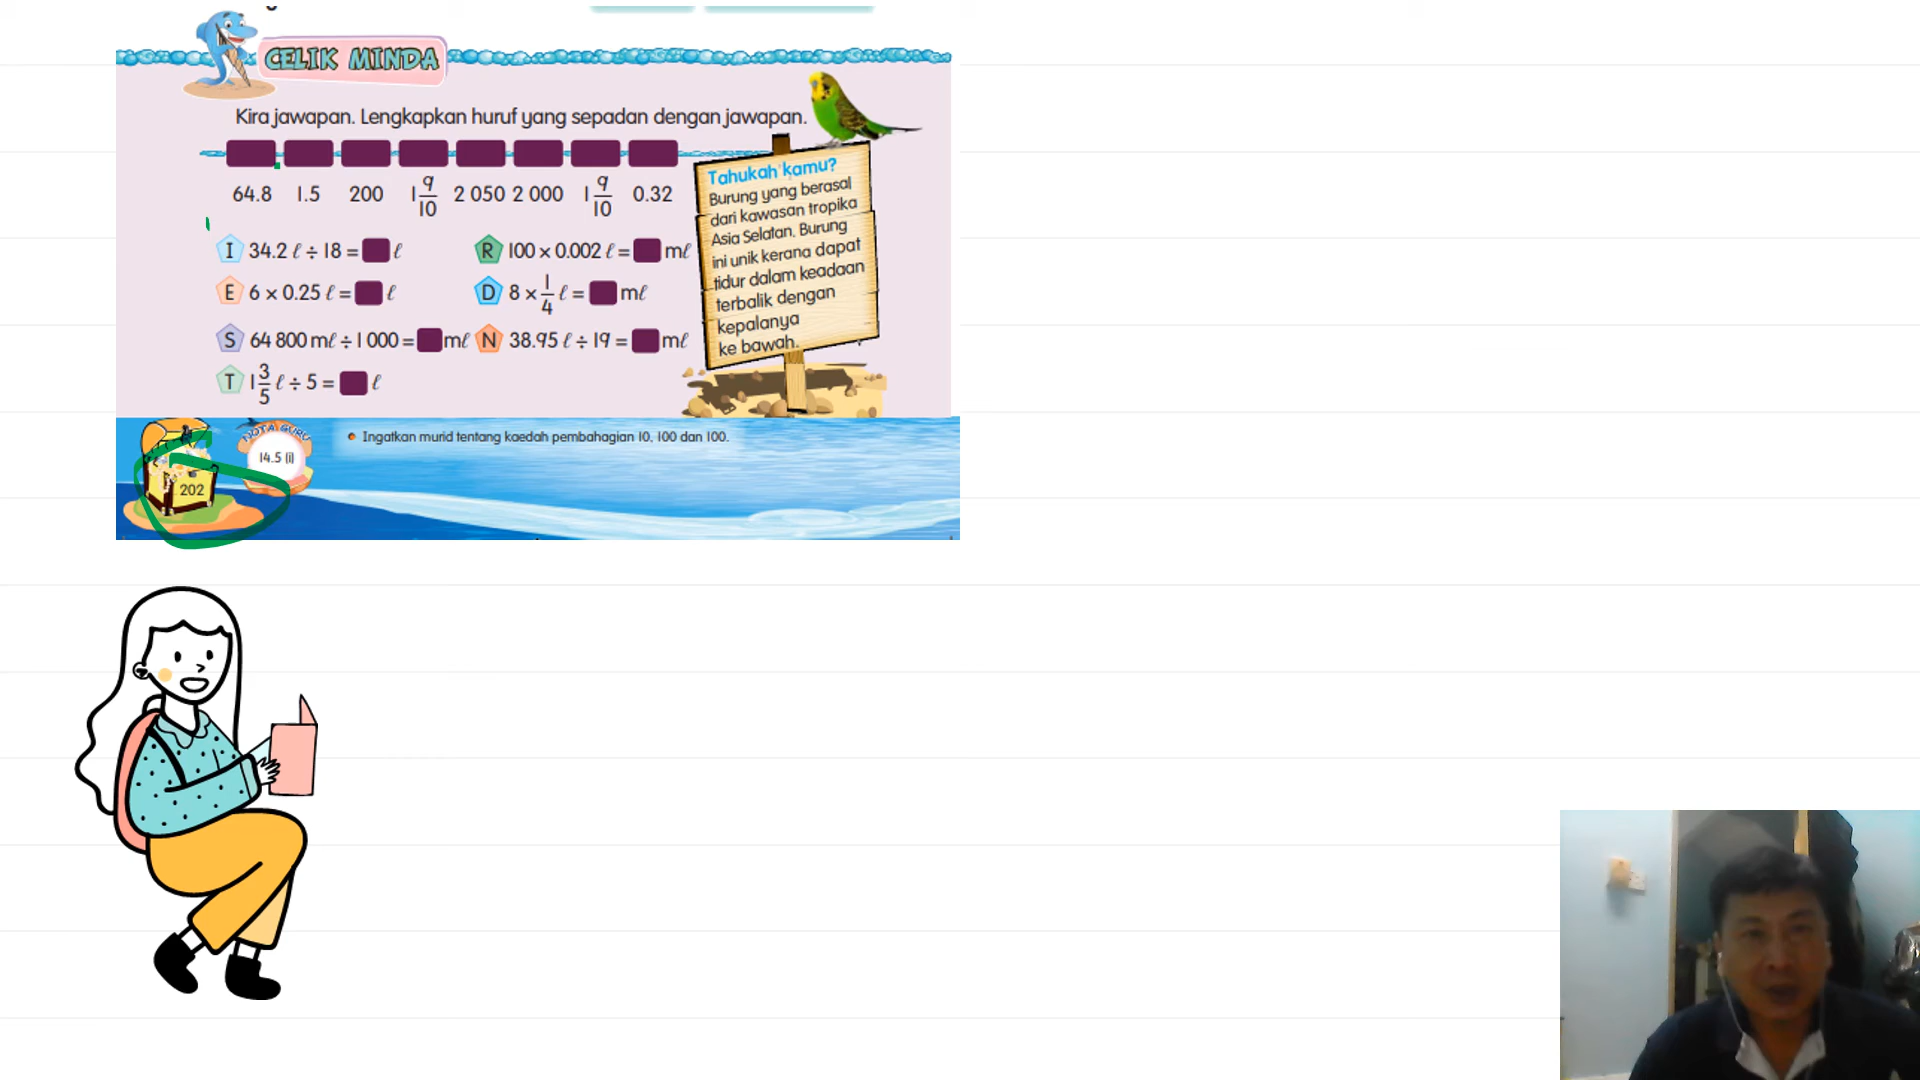 CELIK MINDA
Kira jawapan. Lengkapkan huruf yang sepadan dengan jawapan.
64.8 1.5 200 1 9/10 2 050 2 000 1 9/10 0.32
I 34.2 ℓ ÷ 18 = ℓ
R 100 × 0.002 ℓ = mℓ
E 6 × 0.25 ℓ = ℓ
D 8 × 1/4 ℓ = mℓ
S 64 800 mℓ ÷ 1 000 = mℓ
N 38.95 ℓ ÷ 19 = mℓ
T 1 3/5 ℓ ÷ 5 = ℓ
Tahukah kamu?
Burung yang berasal
dari kawasan tropika
Asia Selatan. Burung
ini unik kerana dapat
tidur dalam keadaan
terbalik dengan
kepalanya
ke bawah.
NOTA GURU
14.5 (i)
• Ingatkan murid tentang kaedah pembahagian 10, 100 dan 100.
202